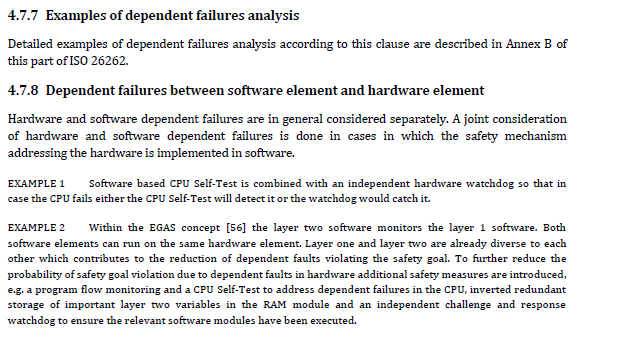 4.7.7 Examples of dependent failures analysis
Detailed examples of dependent failures analysis according to this clause are described in Annex B of
this part of ISO 26262.
4.7.8 Dependent failures between software element and hardware element
Hardware and software dependent failures are in general considered separately. A joint consideration
of hardware and software dependent failures is done in cases in which the safety mechanism
addressing the hardware is implemented in software.
EXAMPLE 1 Software based CPU Self-Test is combined with an independent hardware watchdog so that in
case the CPU fails either the CPU Self-Test will detect it or the watchdog would catch it.
EXAMPLE 2 Within the EGAS concept [56] the layer two software monitors the layer 1 software. Both
software elements can run on the same hardware element. Layer one and layer two are already diverse to each
other which contributes to the reduction of dependent faults violating the safety goal. To further reduce the
probability of safety goal violation due to dependent faults in hardware additional safety measures are introduced,
e.g. a program flow monitoring and a CPU Self-Test to address dependent failures in the CPU, inverted redundant
storage of important layer two variables in the RAM module and an independent challenge and response
watchdog to ensure the relevant software modules have been executed.